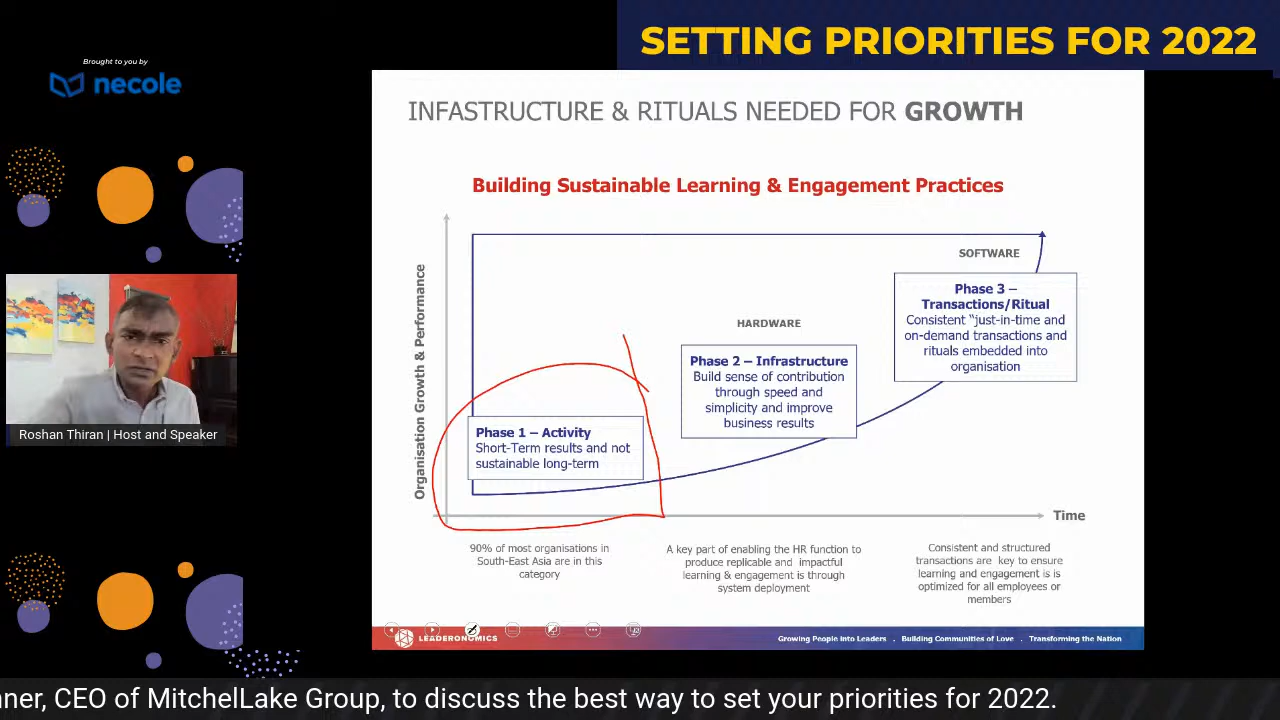 SETTING PRIORITIES FOR 2022
Brought to you by
necole
INFASTRUCTURE & RITUALS NEEDED FOR GROWTH
Building Sustainable Learning & Engagement Practices
Organisation Growth & Performance
SOFTWARE
Phase 3 –
Transactions/Ritual
Consistent “just-in-time and
on-demand transactions and
rituals embedded into
organisation
HARDWARE
Phase 2 – Infrastructure
Build sense of contribution
through speed and
simplicity and improve
business results
Phase 1 – Activity
Short-Term results and not
sustainable long-term
Time
90% of most organisations in
South-East Asia are in this
category
A key part of enabling the HR function to
produce replicable and impactful
learning & engagement is through
system deployment
Consistent and structured
transactions are key to ensure
learning and engagement is is
optimized for all employees or
members
Roshan Thiran | Host and Speaker
LEADERONOMICS
Growing People into Leaders . Building Communities of Love . Transforming the Nation
CEO of MitchelLake Group, to discuss the best way to set your priorities for 2022.